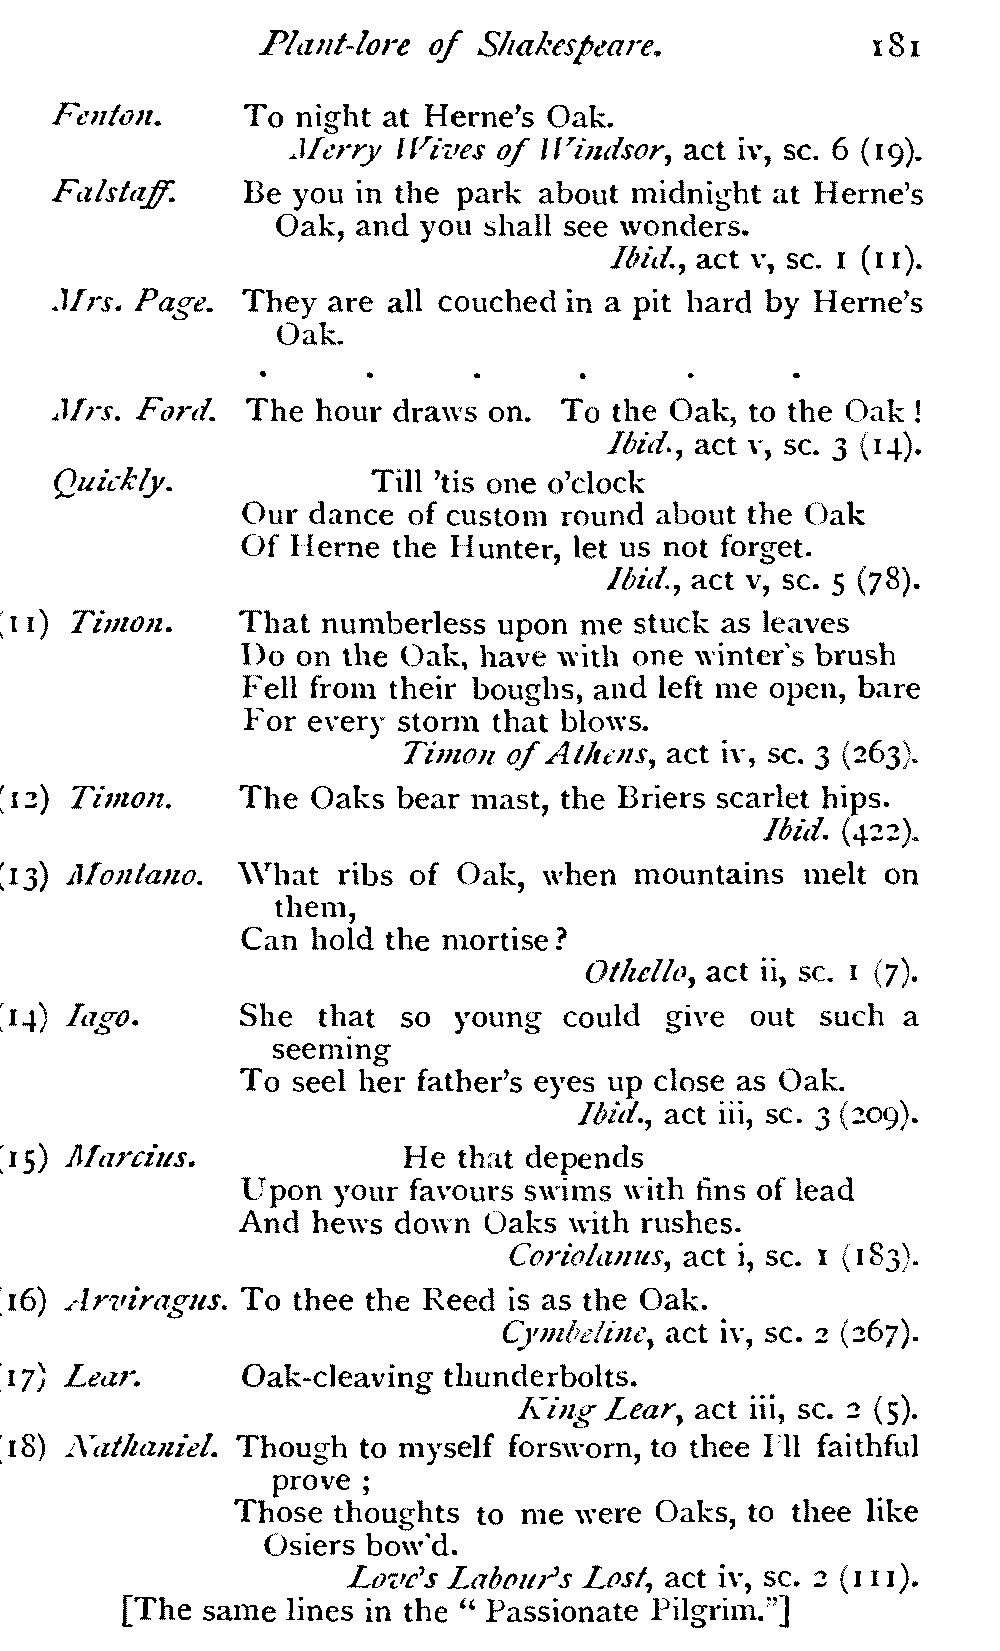 Plant-lore of Shakespeare. 181
Fenton. To night at Herne's Oak.
Merry Wives of Windsor, act iv, sc. 6 (19).
Falstaff. Be you in the park about midnight at Herne's
Oak, and you shall see wonders.
Ibid., act v, sc. 1 (11).
Mrs. Page. They are all couched in a pit hard by Herne's
Oak.
. . . . . .
Mrs. Ford. The hour draws on. To the Oak, to the Oak!
Ibid., act v, sc. 3 (14).
Quickly. Till 'tis one o'clock
Our dance of custom round about the Oak
Of Herne the Hunter, let us not forget.
Ibid., act v, sc. 5 (78).
(11) Timon. That numberless upon me stuck as leaves
Do on the Oak, have with one winter's brush
Fell from their boughs, and left me open, bare
For every storm that blows.
Timon of Athens, act iv, sc. 3 (263).
(12) Timon. The Oaks bear mast, the Briers scarlet hips.
Ibid. (422).
(13) Montano. What ribs of Oak, when mountains melt on
them,
Can hold the mortise?
Othello, act ii, sc. 1 (7).
(14) Iago. She that so young could give out such a
seeming
To seel her father's eyes up close as Oak.
Ibid., act iii, sc. 3 (209).
(15) Marcius. He that depends
Upon your favours swims with fins of lead
And hews down Oaks with rushes.
Coriolanus, act i, sc. 1 (183).
(16) Arviragus. To thee the Reed is as the Oak.
Cymbeline, act iv, sc. 2 (267).
(17) Lear. Oak-cleaving thunderbolts.
King Lear, act iii, sc. 2 (5).
(18) Nathaniel. Though to myself forsworn, to thee I'll faithful
prove;
Those thoughts to me were Oaks, to thee like
Osiers bow'd.
Love's Labour's Lost, act iv, sc. 2 (111).
[The same lines in the "Passionate Pilgrim."]